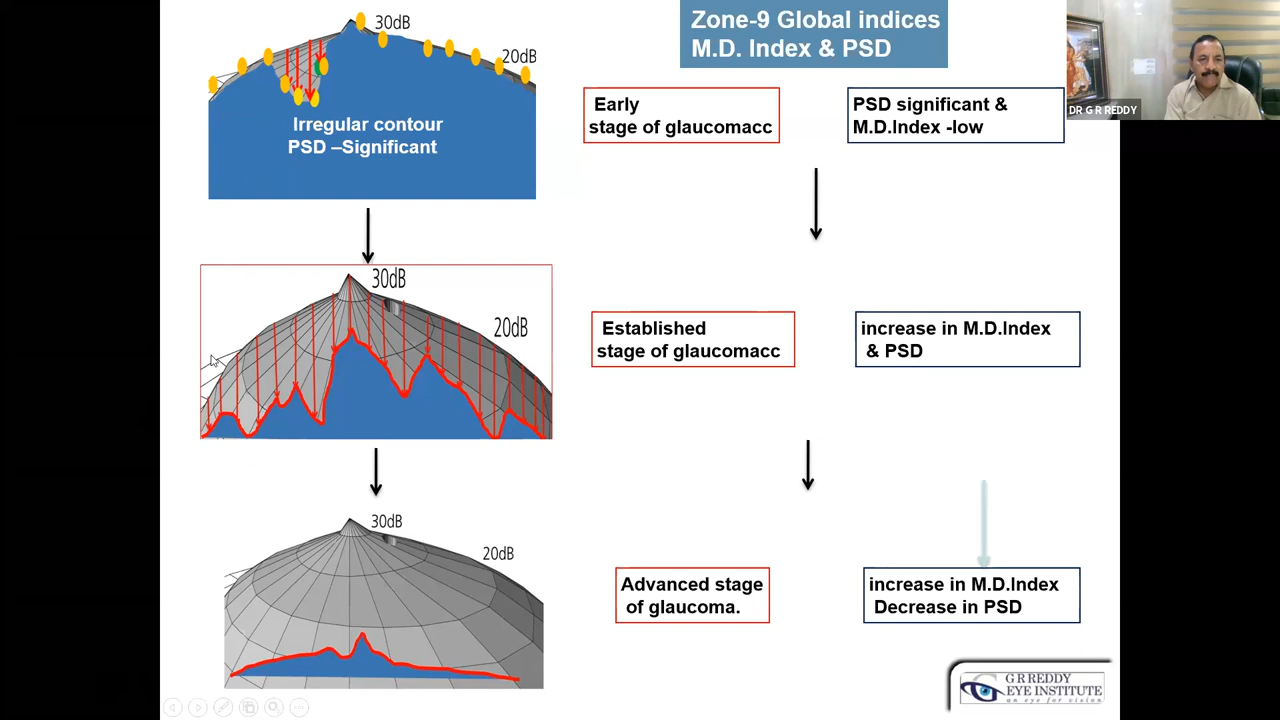 Zone-9 Global indices
M.D. Index & PSD
DR G R REDDY
30dB
20dB
Irregular contour
PSD –Significant
Early
stage of glaucomacc
PSD significant &
M.D.Index -low
30dB
20dB
Established
stage of glaucomacc
increase in M.D.Index
& PSD
30dB
20dB
Advanced stage
of glaucoma.
increase in M.D.Index
Decrease in PSD
G R REDDY
EYE INSTITUTE
an eye for vision